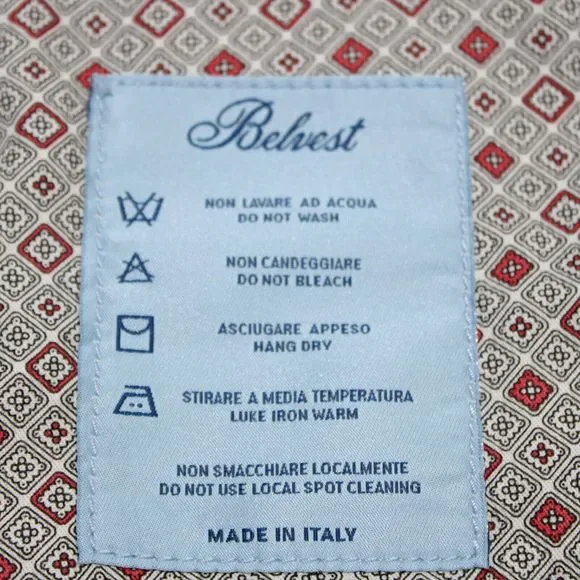 Belvest
NON LAVARE AD ACQUA
DO NOT WASH
NON CANDEGGIARE
DO NOT BLEACH
ASCIUGARE APPESO
HANG DRY
STIRARE A MEDIA TEMPERATURA
LUKE IRON WARM
NON SMACCHIARE LOCALMENTE
DO NOT USE LOCAL SPOT CLEANING
MADE IN ITALY